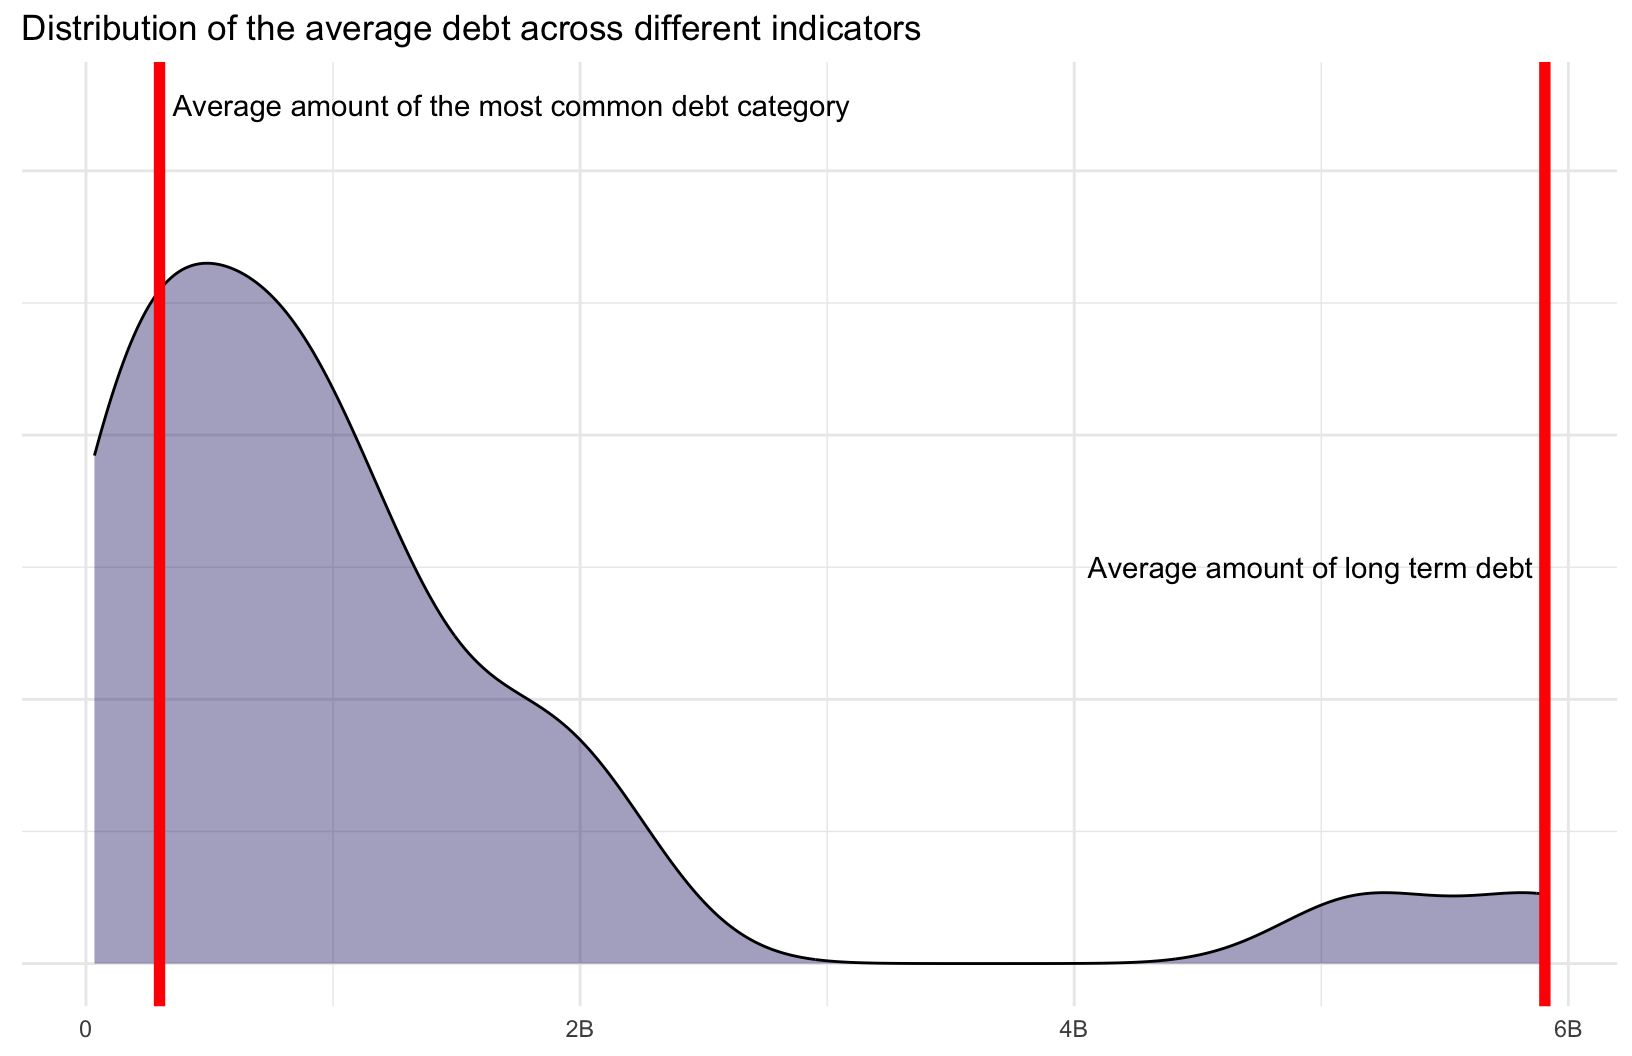 Distribution of the average debt across different indicators
Average amount of the most common debt category
Average amount of long term debt
0
2B
4B
6B